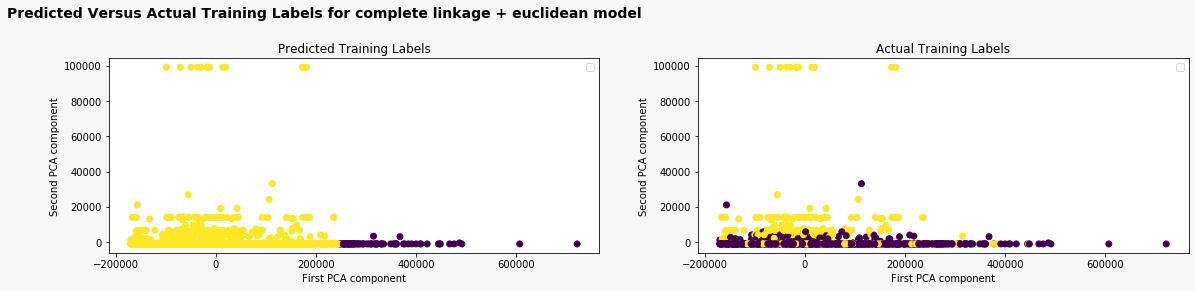 Predicted Versus Actual Training Labels for complete linkage + euclidean model
Predicted Training Labels
100000
80000
60000
40000
20000
0
Second PCA component
−200000 0 200000 400000 600000
First PCA component
Actual Training Labels
100000
80000
60000
40000
20000
0
Second PCA component
−200000 0 200000 400000 600000
First PCA component